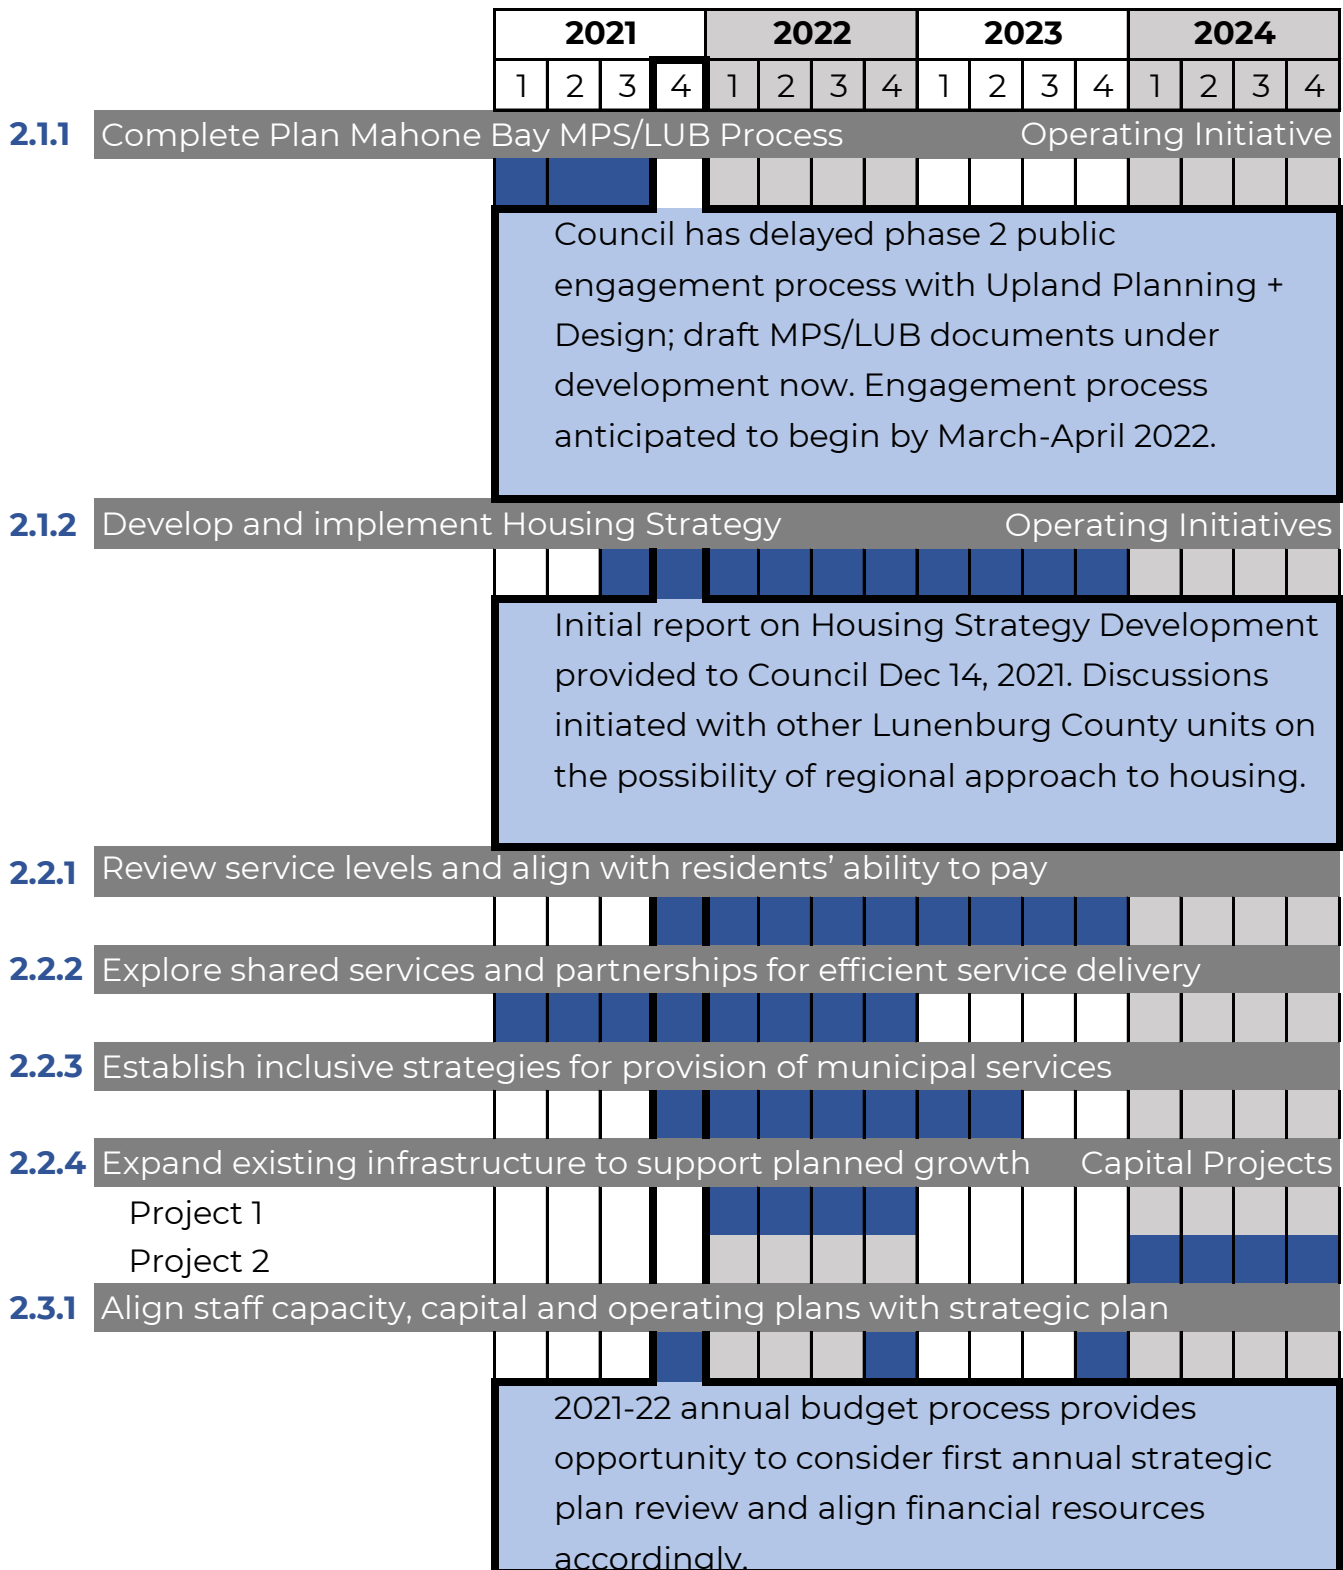 2021 2022 2023 2024
1 2 3 4 1 2 3 4 1 2 3 4 1 2 3 4
2.1.1 Complete Plan Mahone Bay MPS/LUB Process Operating Initiative
Council has delayed phase 2 public
engagement process with Upland Planning +
Design; draft MPS/LUB documents under
development now. Engagement process
anticipated to begin by March-April 2022.
2.1.2 Develop and implement Housing Strategy Operating Initiatives
Initial report on Housing Strategy Development
provided to Council Dec 14, 2021. Discussions
initiated with other Lunenburg County units on
the possibility of regional approach to housing.
2.2.1 Review service levels and align with residents’ ability to pay
2.2.2 Explore shared services and partnerships for efficient service delivery
2.2.3 Establish inclusive strategies for provision of municipal services
2.2.4 Expand existing infrastructure to support planned growth Capital Projects
Project 1
Project 2
2.3.1 Align staff capacity, capital and operating plans with strategic plan
2021-22 annual budget process provides
opportunity to consider first annual strategic
plan review and align financial resources
accordingly.